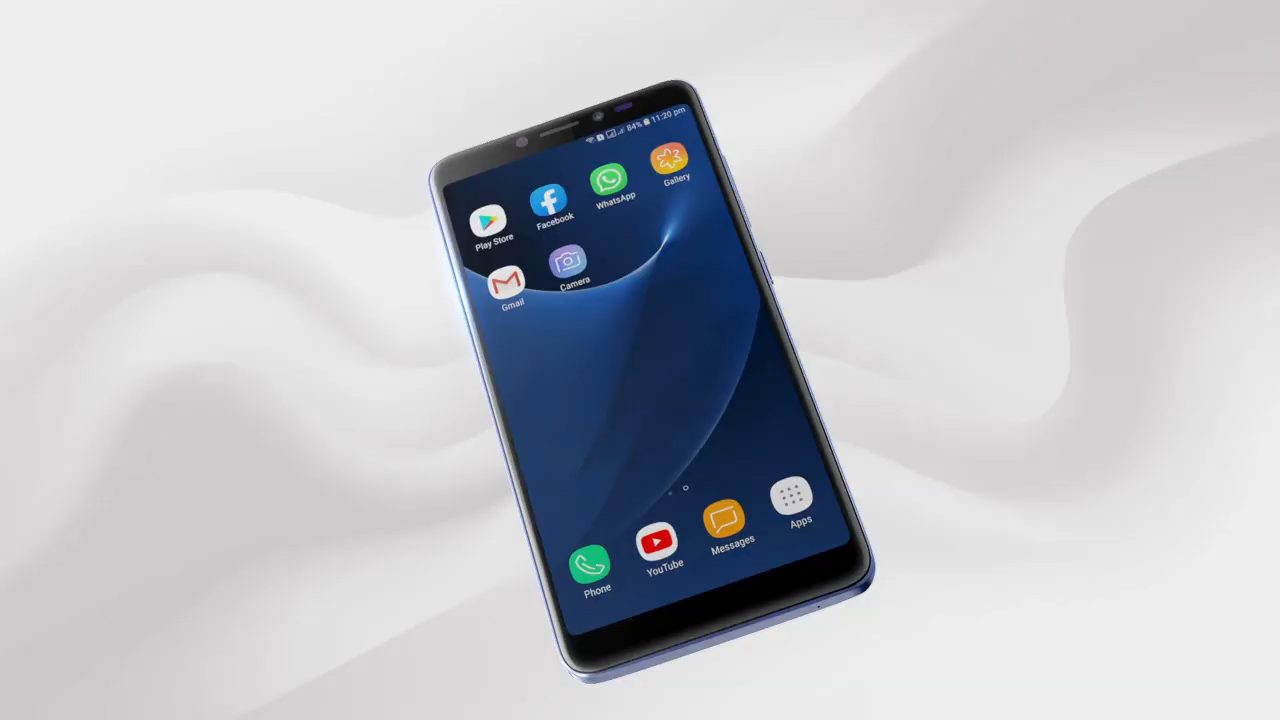 84% 11:20 pm
Play Store
Facebook
WhatsApp
Gallery
Gmail
Camera
Phone
YouTube
Messages
Apps